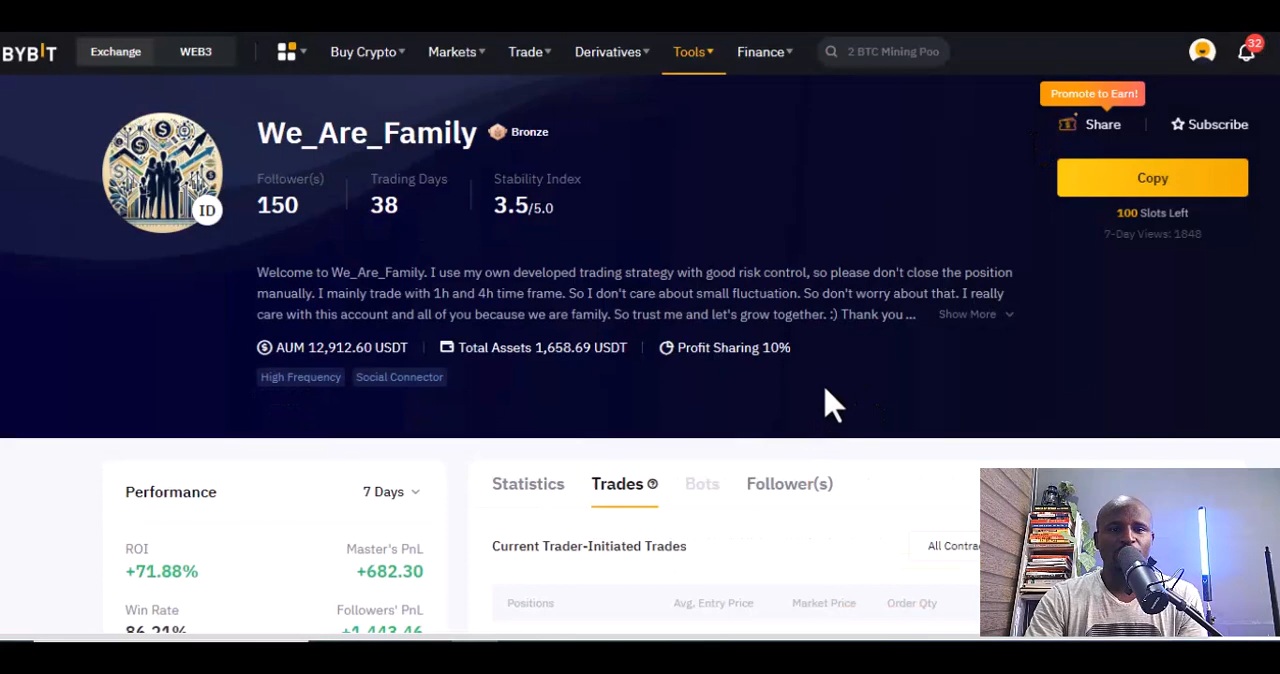 BYBIT Exchange WEB3 Buy Crypto Markets Trade Derivatives Tools Finance 2 BTC Mining Poo 32
Promote to Earn!
We_Are_Family Bronze
Share Subscribe
Follower(s) Trading Days Stability Index
150 38 3.5/5.0
ID
Copy
100 Slots Left
7-Day Views: 1848
Welcome to We_Are_Family. I use my own developed trading strategy with good risk control, so please don't close the position
manually. I mainly trade with 1h and 4h time frame. So I don't care about small fluctuation. So don't worry about that. I really
care with this account and all of you because we are family. So trust me and let's grow together. :) Thank you ... Show More
AUM 12,912.60 USDT Total Assets 1,658.69 USDT Profit Sharing 10%
High Frequency Social Connector
Performance 7 Days
ROI Master's PnL
+71.88% +682.30
Win Rate Followers' PnL
86.21% +1,443.46
Statistics Trades Bots Follower(s)
Current Trader-Initiated Trades All Contra
Positions Avg. Entry Price Market Price Order Qty